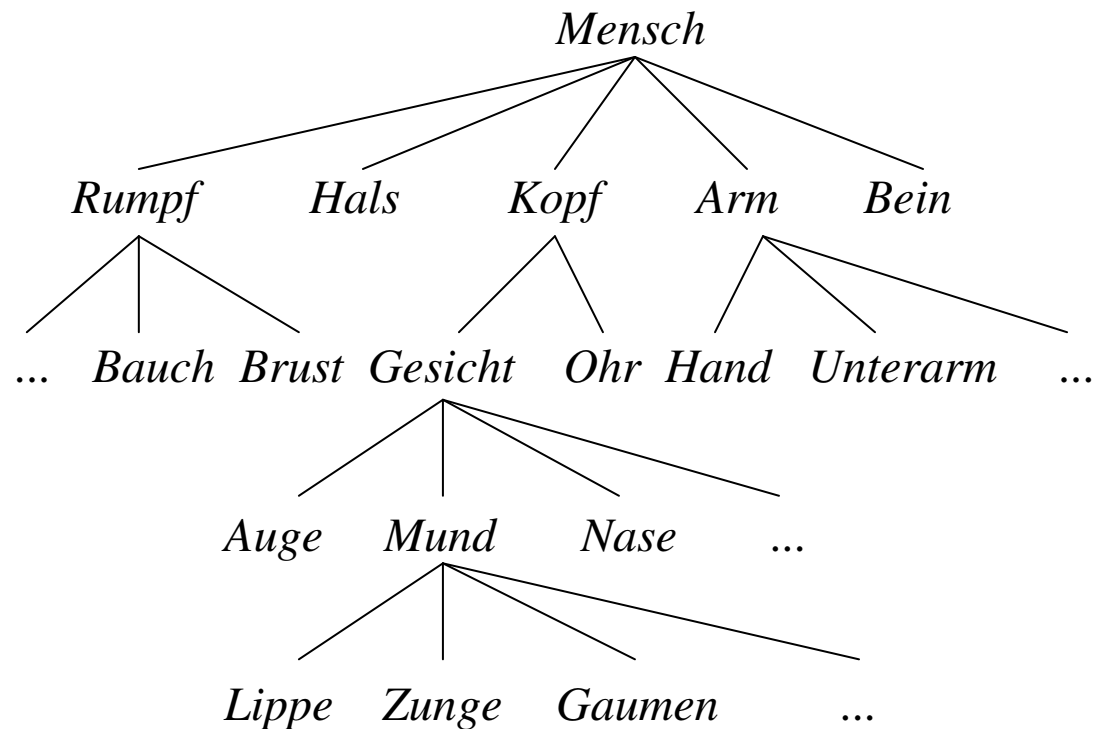 Mensch
Rumpf Hals Kopf Arm Bein
... Bauch Brust Gesicht Ohr Hand Unterarm ...
Auge Mund Nase ...
Lippe Zunge Gaumen ...